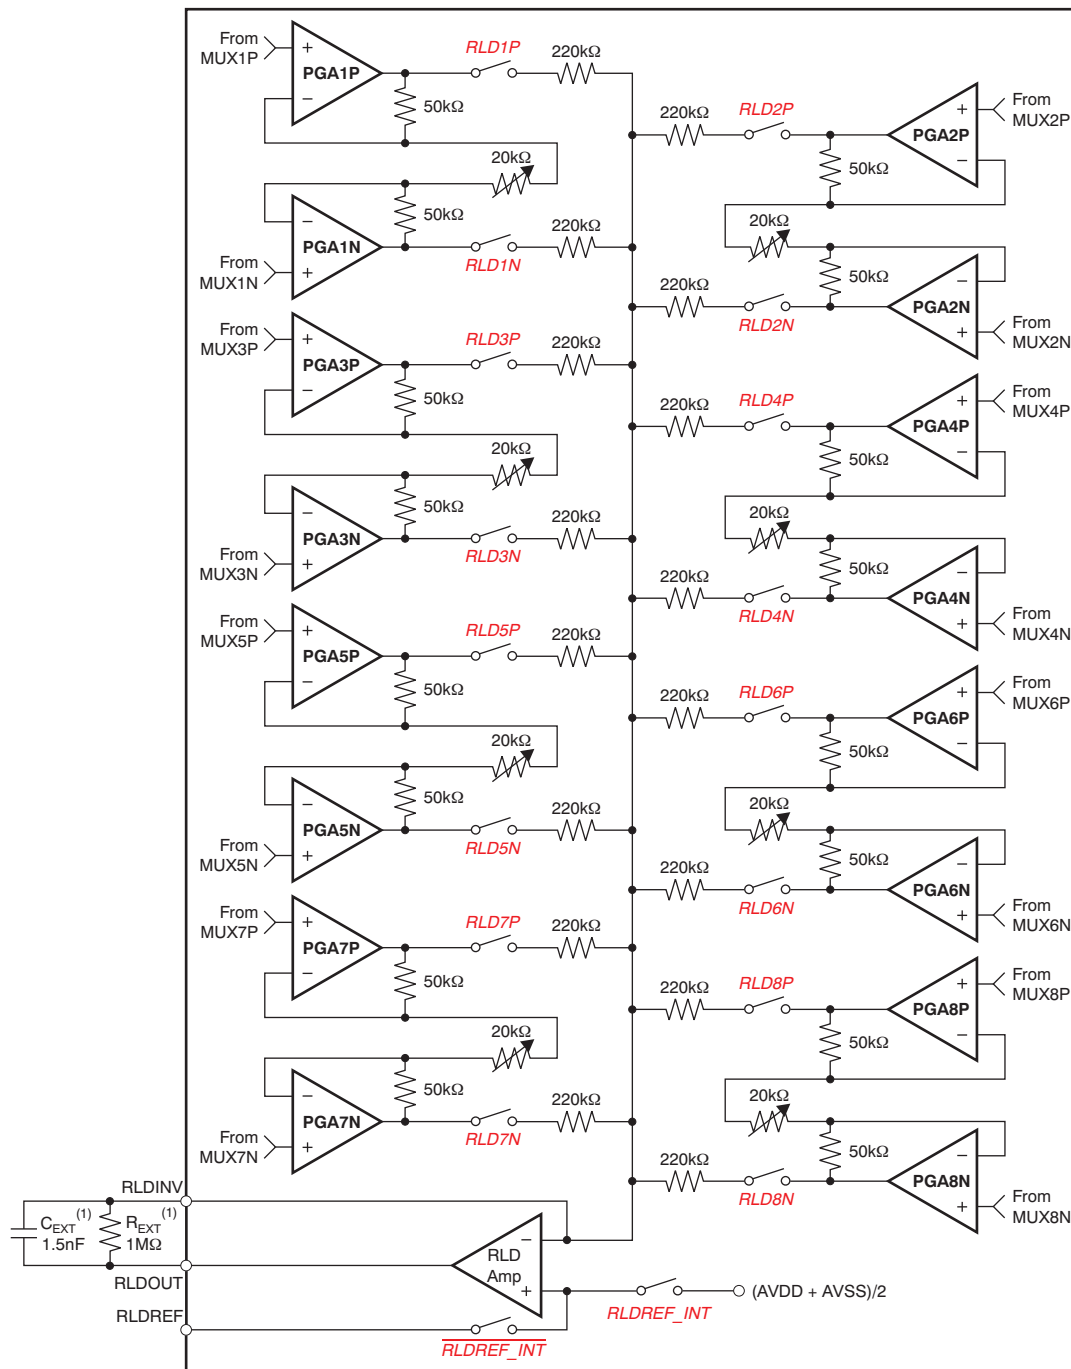 From
MUX1P
+
PGA1P
−
RLD1P
220kΩ
50kΩ
20kΩ
50kΩ
−
PGA1N
+
From
MUX1N
RLD1N
220kΩ
From
MUX3P
+
PGA3P
−
RLD3P
220kΩ
50kΩ
20kΩ
50kΩ
−
PGA3N
+
From
MUX3N
RLD3N
220kΩ
From
MUX5P
+
PGA5P
−
RLD5P
220kΩ
50kΩ
20kΩ
50kΩ
−
PGA5N
+
From
MUX5N
RLD5N
220kΩ
From
MUX7P
+
PGA7P
−
RLD7P
220kΩ
50kΩ
20kΩ
50kΩ
−
PGA7N
+
From
MUX7N
RLD7N
220kΩ
220kΩ
RLD2P
+
PGA2P
−
From
MUX2P
50kΩ
20kΩ
50kΩ
220kΩ
RLD2N
−
PGA2N
+
From
MUX2N
220kΩ
RLD4P
+
PGA4P
−
From
MUX4P
50kΩ
20kΩ
50kΩ
220kΩ
RLD4N
−
PGA4N
+
From
MUX4N
220kΩ
RLD6P
+
PGA6P
−
From
MUX6P
50kΩ
20kΩ
50kΩ
220kΩ
RLD6N
−
PGA6N
+
From
MUX6N
220kΩ
RLD8P
+
PGA8P
−
From
MUX8P
50kΩ
20kΩ
50kΩ
220kΩ
RLD8N
−
PGA8N
+
From
MUX8N
RLDINV
CEXT(1)
1.5nF
REXT(1)
1MΩ
RLDOUT
RLDREF
−
RLD
Amp
+
RLDREF_INT
(AVDD + AVSS)/2
RLDREF_INT